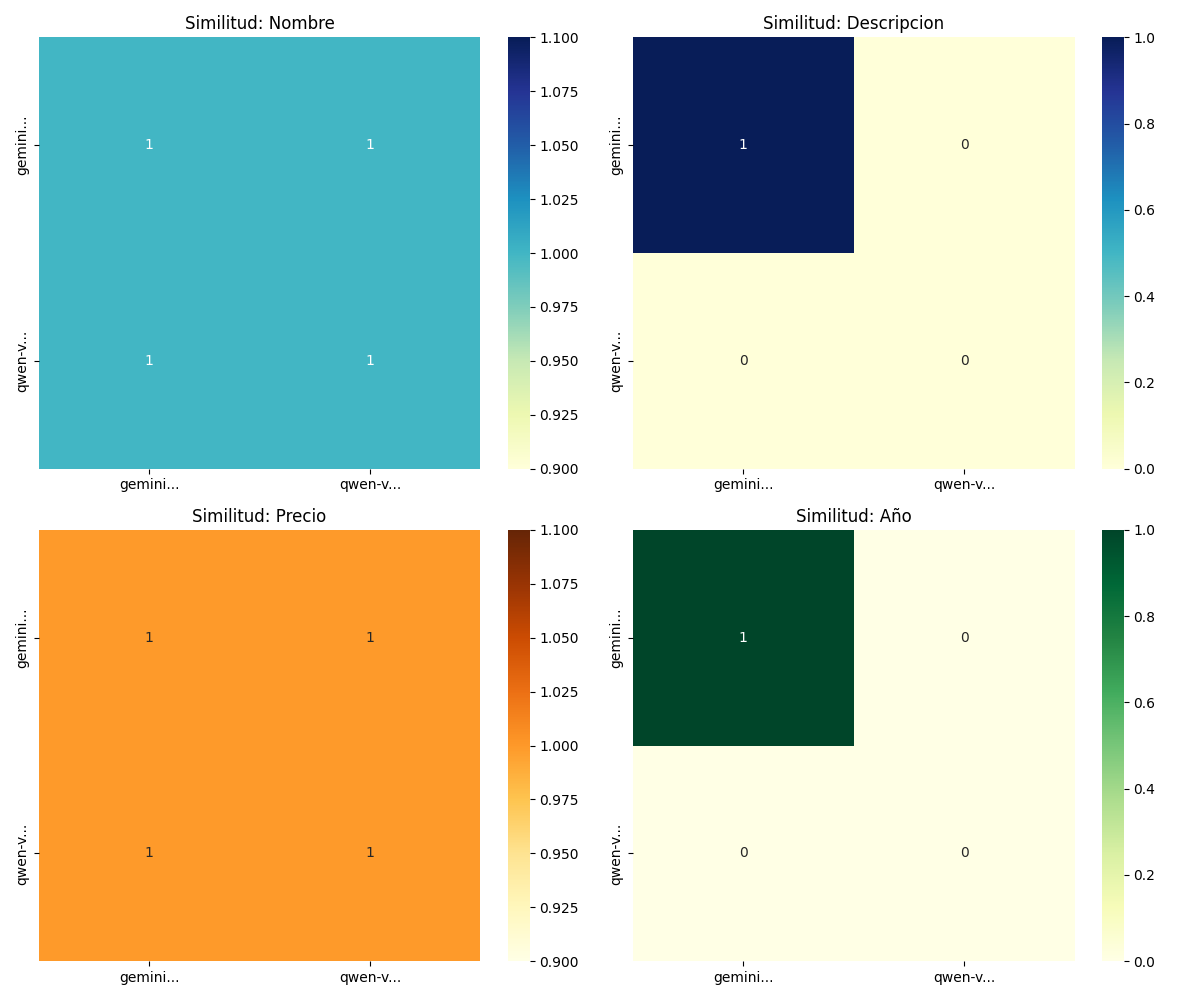 Similitud: Nombre
gemini...
qwen-v...
1 1
1 1
gemini... qwen-v...
1.100
1.075
1.050
1.025
1.000
0.975
0.950
0.925
0.900
Similitud: Descripcion
gemini...
qwen-v...
1 0
0 0
gemini... qwen-v...
1.0
0.8
0.6
0.4
0.2
0.0
Similitud: Precio
gemini...
qwen-v...
1 1
1 1
gemini... qwen-v...
1.100
1.075
1.050
1.025
1.000
0.975
0.950
0.925
0.900
Similitud: Año
gemini...
qwen-v...
1 0
0 0
gemini... qwen-v...
1.0
0.8
0.6
0.4
0.2
0.0